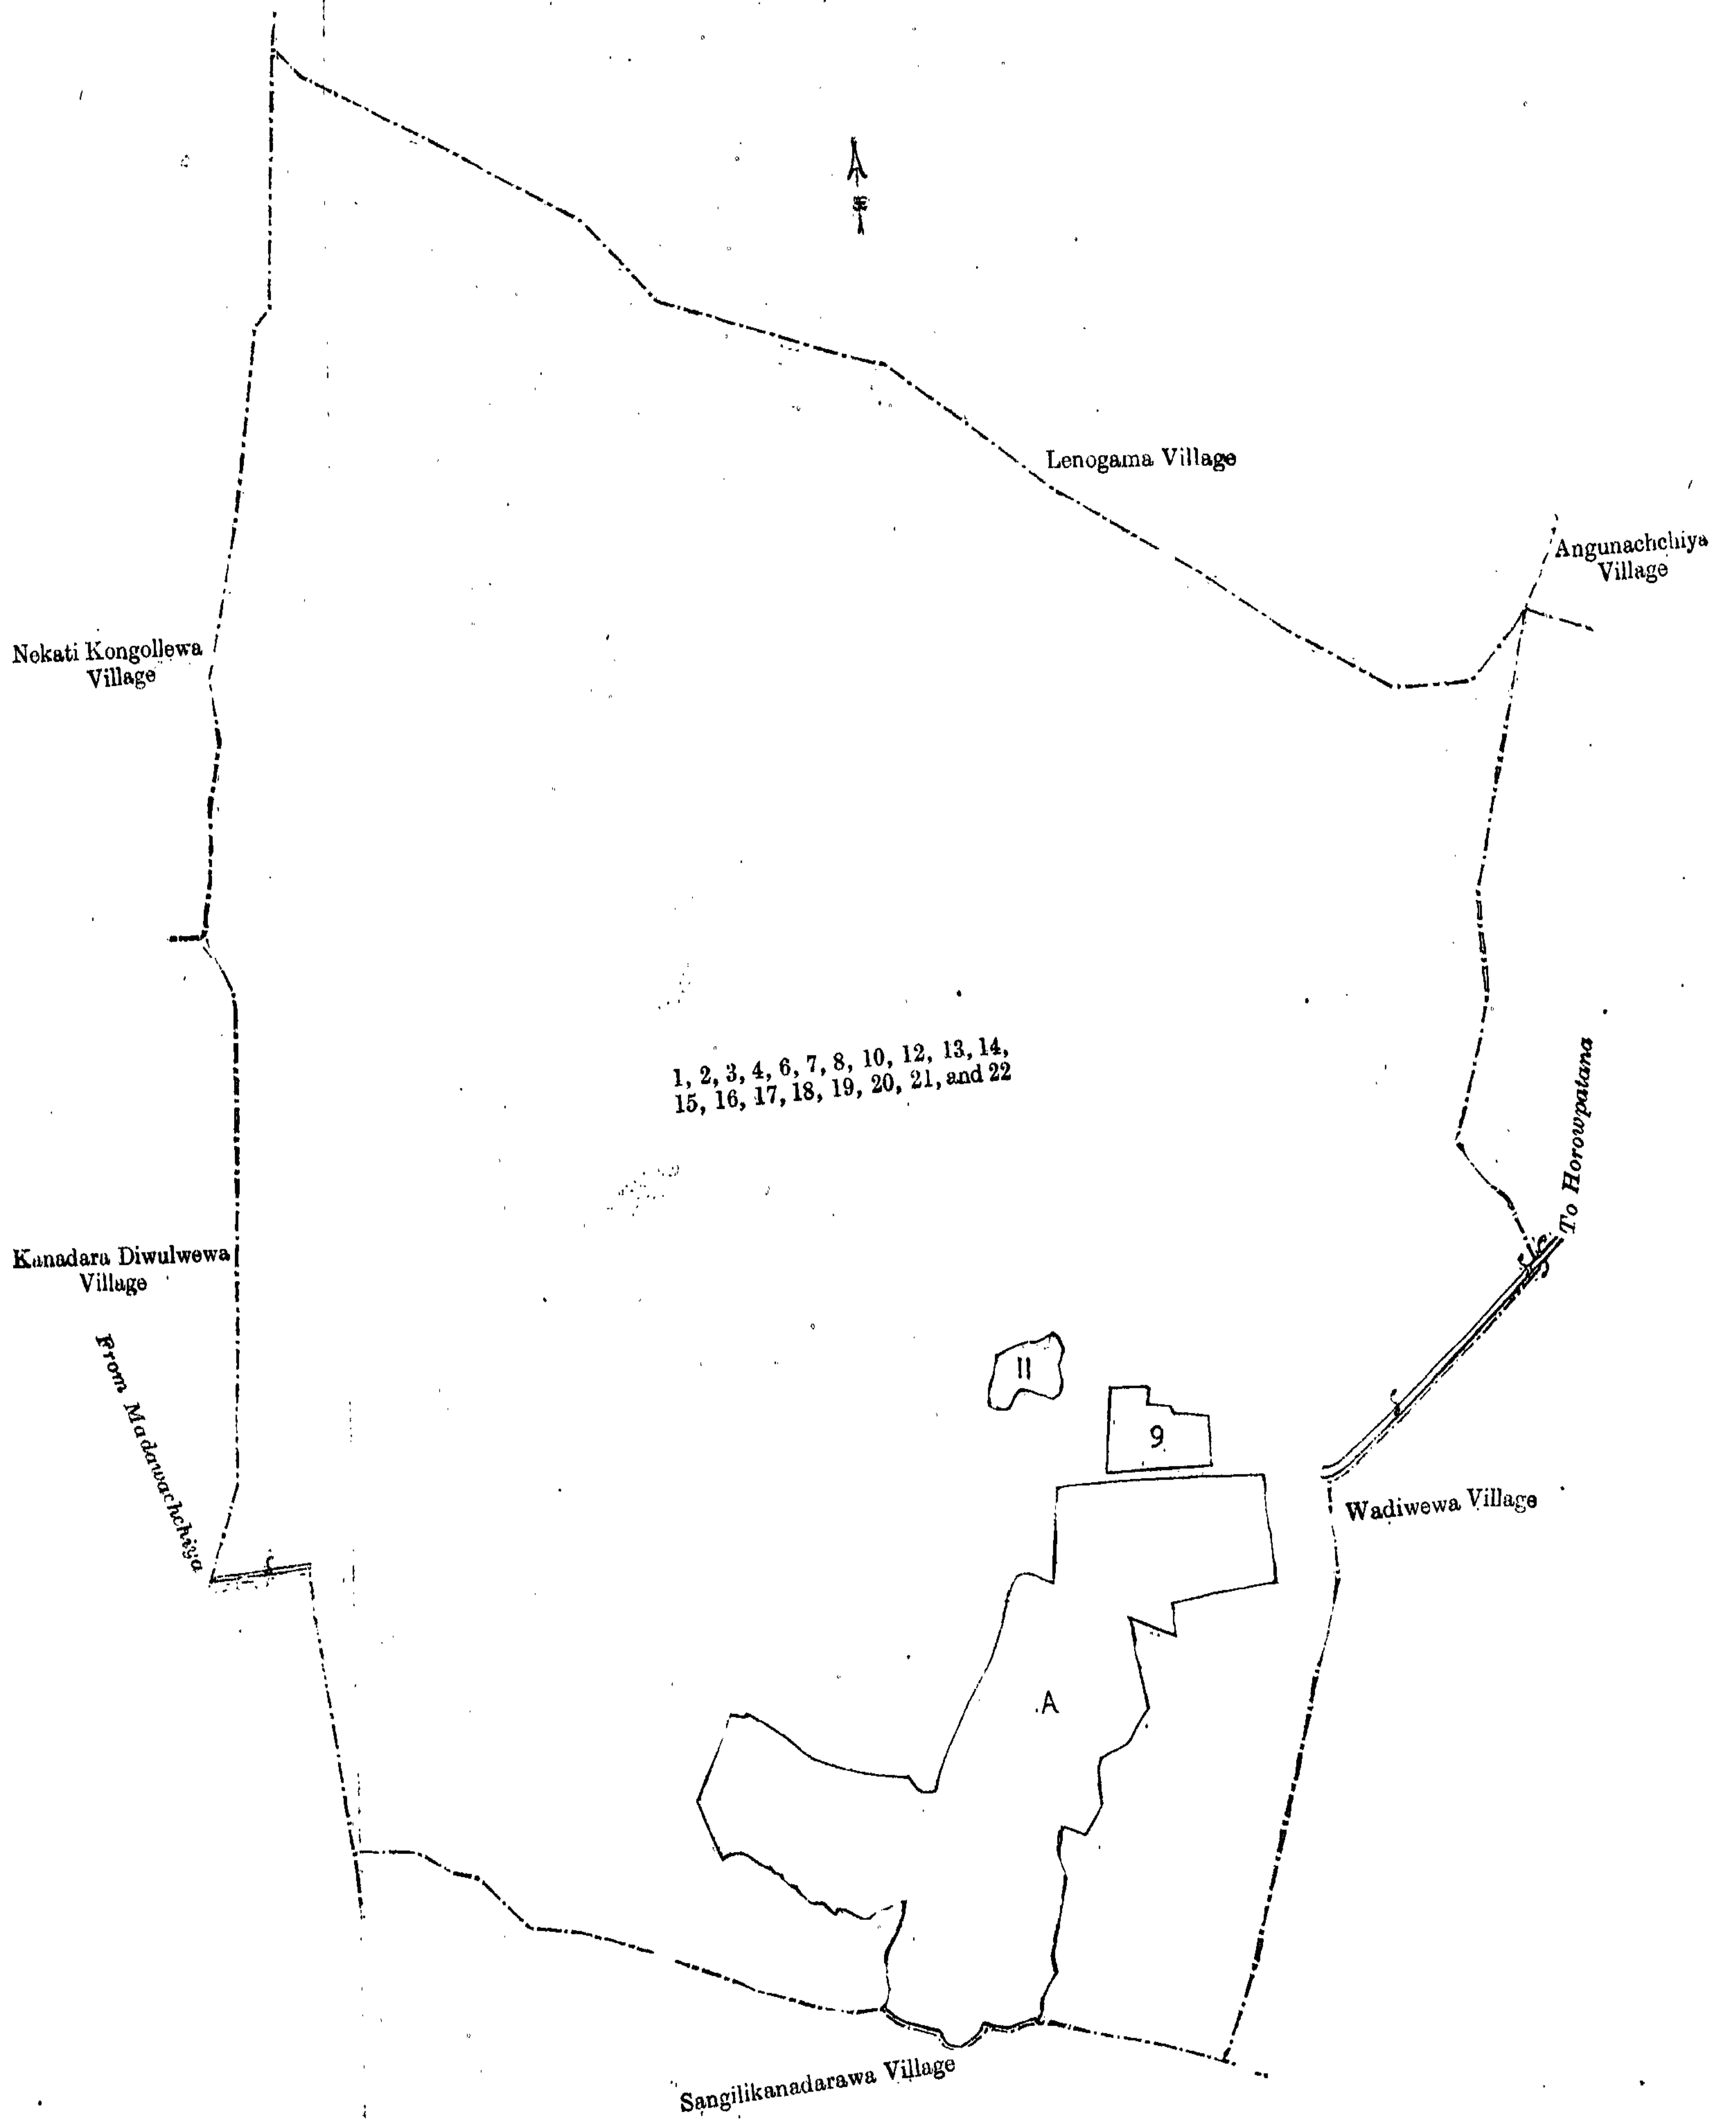 Lenogama Village
Angunachchiya
Village
Nekati Kongollewa
Village
1, 2, 3, 4, 6, 7, 8, 10, 12, 13, 14,
15, 16, 17, 18, 19, 20, 21, and 22
To Horowpatana
Kanadara Diwulwewa
Village
From Madawachchiya
11
9
Wadiwewa Village
A
Sangilikanadarawa Village